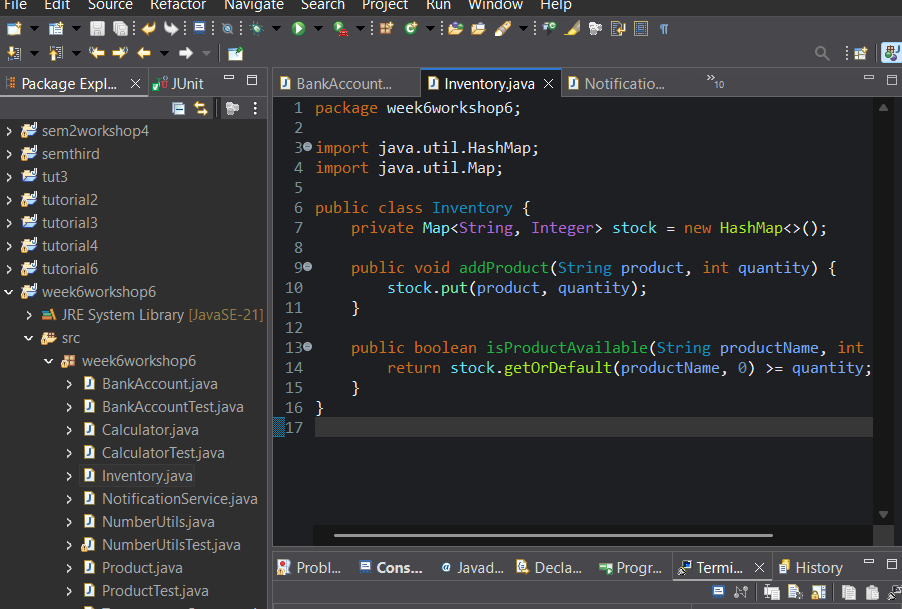 File Edit Source Refactor Navigate Search Project Run Window Help
Package Expl... JUnit
sem2workshop4
semthird
tut3
tutorial2
tutorial3
tutorial4
tutorial6
week6workshop6
JRE System Library [JavaSE-21]
src
week6workshop6
BankAccount.java
BankAccountTest.java
Calculator.java
CalculatorTest.java
Inventory.java
NotificationService.java
NumberUtils.java
NumberUtilsTest.java
Product.java
ProductTest.java
BankAccount... Inventory.java Notificatio... »10
1 package week6workshop6;
2
3 import java.util.HashMap;
4 import java.util.Map;
5
6 public class Inventory {
7 private Map<String, Integer> stock = new HashMap<>();
8
9 public void addProduct(String product, int quantity) {
10 stock.put(product, quantity);
11 }
12
13 public boolean isProductAvailable(String productName, int
14 return stock.getOrDefault(productName, 0) >= quantity;
15 }
16 }
17
Probl... Cons... Javad... Decla... Progr... Termi... History